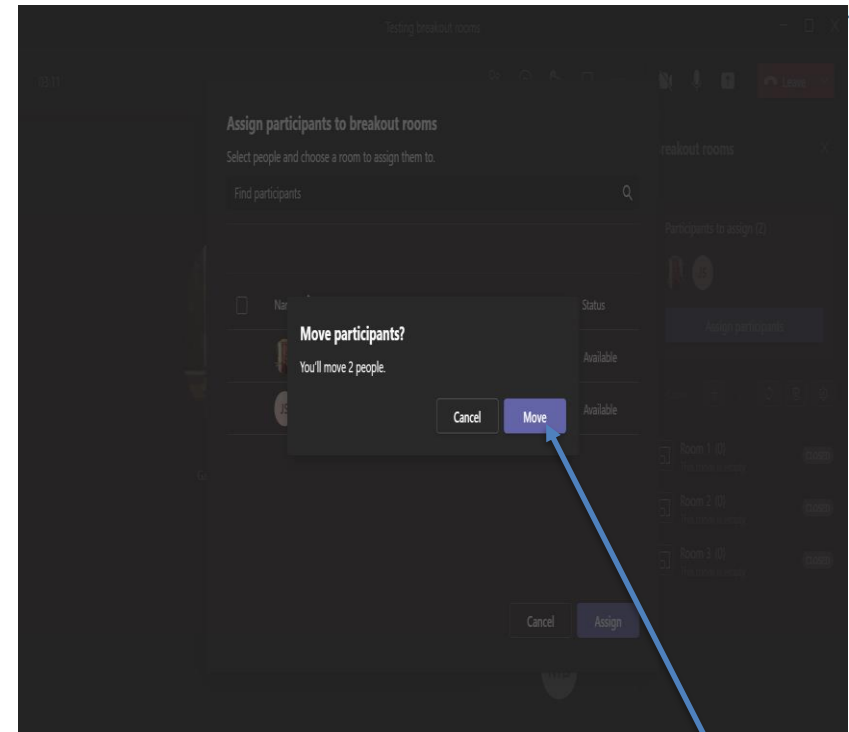 Testing breakout rooms
Leave
Assign participants to breakout rooms
Select people and choose a room to assign them to.
reakout rooms
Find participants
Participants to assign (2)
JS
Assign participants
Status
Move participants?
You'll move 2 people.
Available
Available
Cancel Move
Room 1 (0)
Room 2 (0)
Room 3 (0)
Cancel Assign